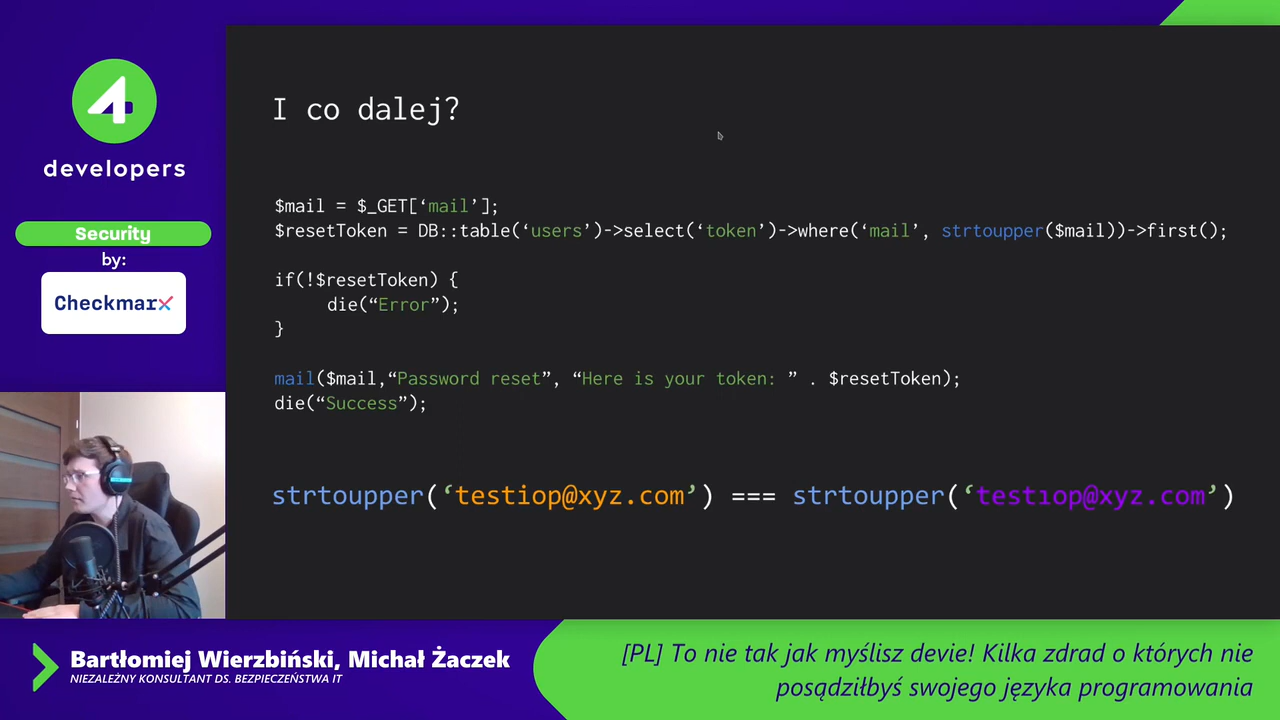 4
developers
Security
by:
Checkmarx
I co dalej?
$mail = $_GET[‘mail’];
$resetToken = DB::table(‘users’)->select(‘token’)->where(‘mail’, strtoupper($mail))->first();
if(!$resetToken) {
die(“Error”);
}
mail($mail,“Password reset”, “Here is your token: ” . $resetToken);
die(“Success”);
strtoupper(‘testiop@xyz.com’) === strtoupper(‘testıop@xyz.com’)
Bartłomiej Wierzbiński, Michał Żaczek
NIEZALEŻNY KONSULTANT DS. BEZPIECZEŃSTWA IT
[PL] To nie tak jak myślisz devie! Kilka zdrad o których nie
posądziłbyś swojego języka programowania